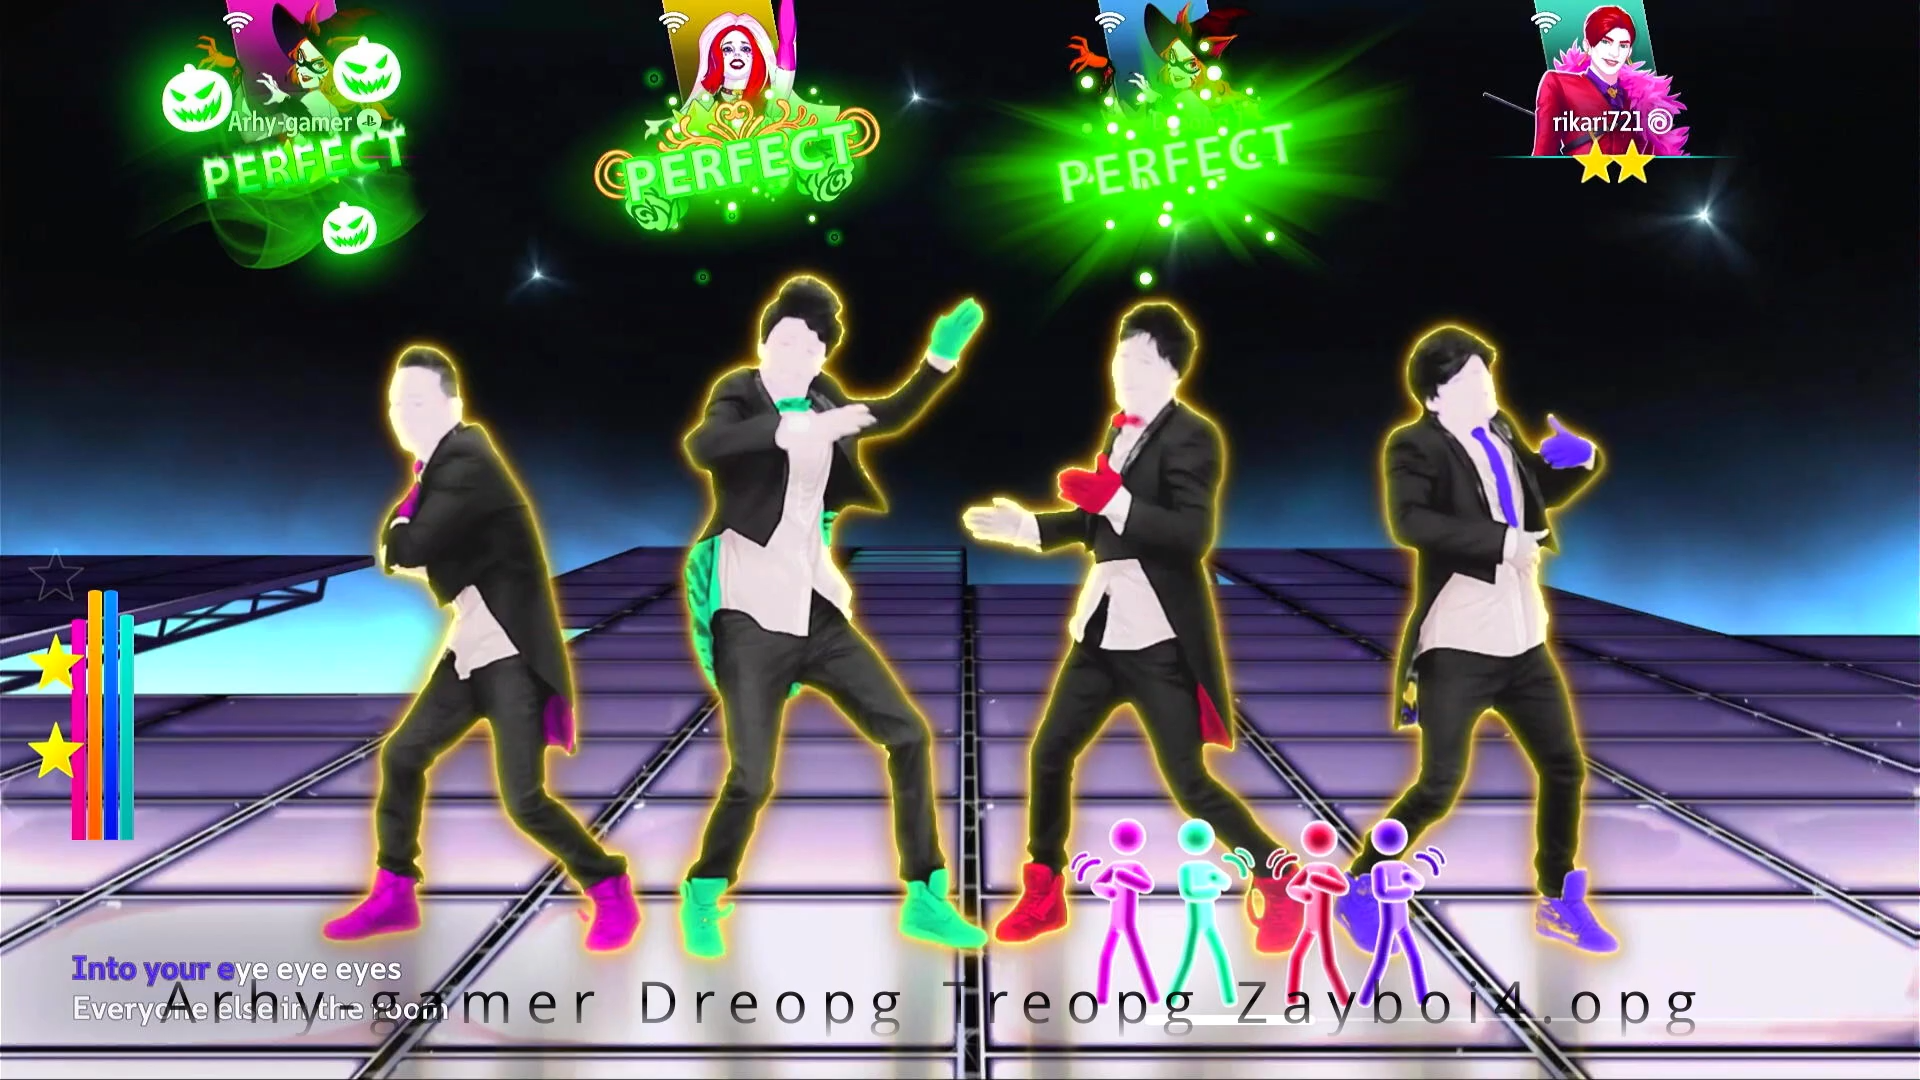 Arhy-gamer
rikari721
PERFECT
PERFECT
PERFECT
Into your eye eye eyes
Everyone else in the room
Arhy-gamer Dreopg Treopg Zayboi4.opg